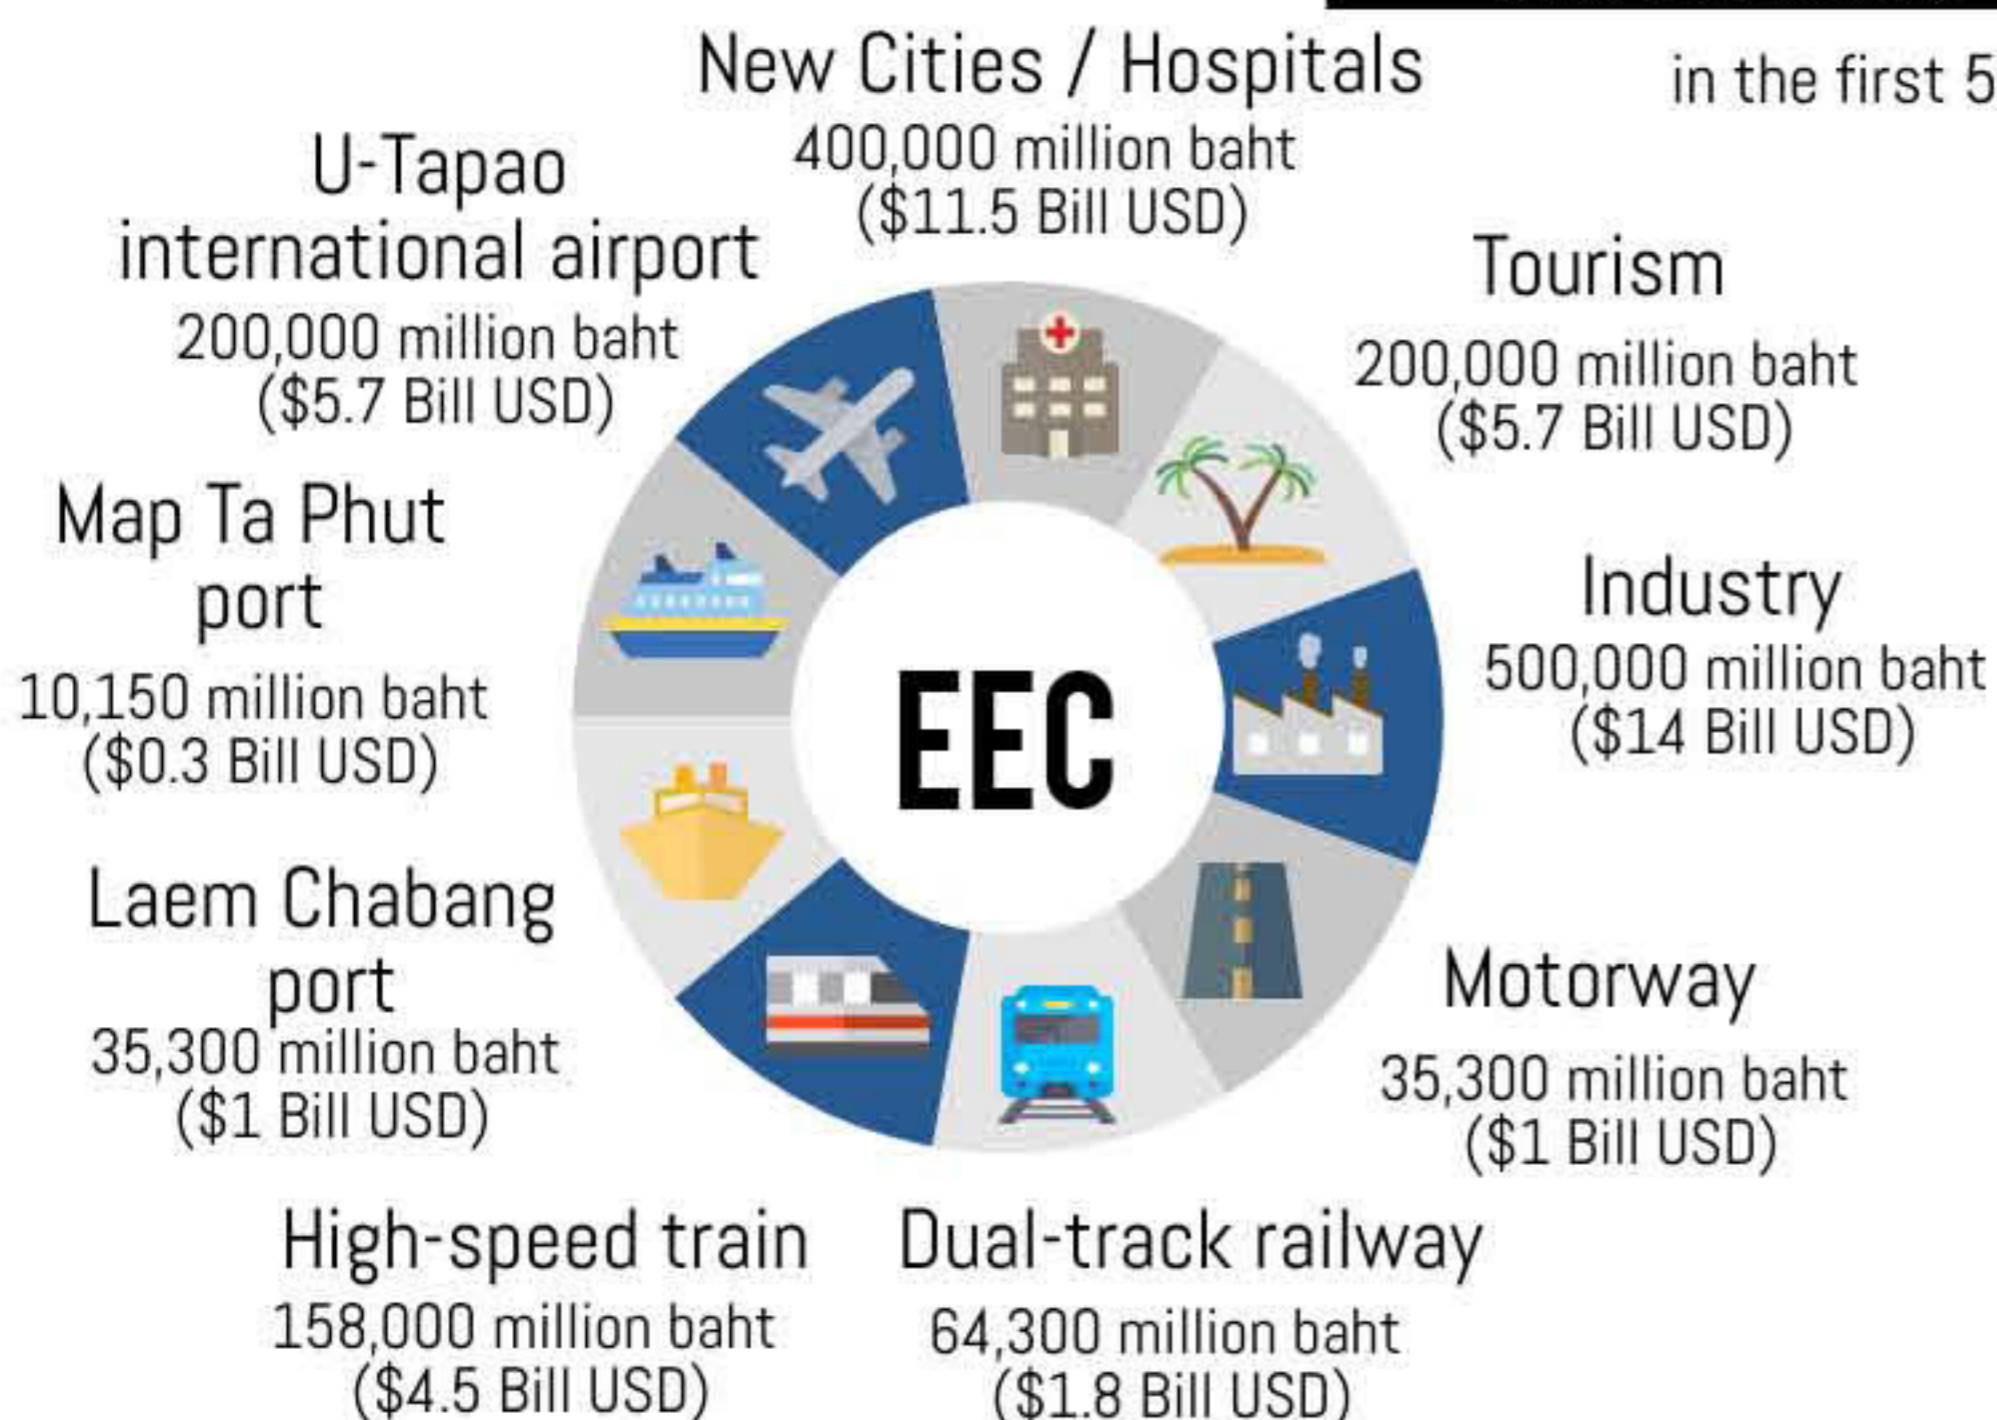 in the first 5
New Cities / Hospitals
400,000 million baht
($11.5 Bill USD)
U-Tapao
international airport
200,000 million baht
($5.7 Bill USD)
Tourism
200,000 million baht
($5.7 Bill USD)
Map Ta Phut
port
10,150 million baht
($0.3 Bill USD)
Industry
500,000 million baht
($14 Bill USD)
EEC
Laem Chabang
port
35,300 million baht
($1 Bill USD)
Motorway
35,300 million baht
($1 Bill USD)
High-speed train
158,000 million baht
($4.5 Bill USD)
Dual-track railway
64,300 million baht
($1.8 Bill USD)